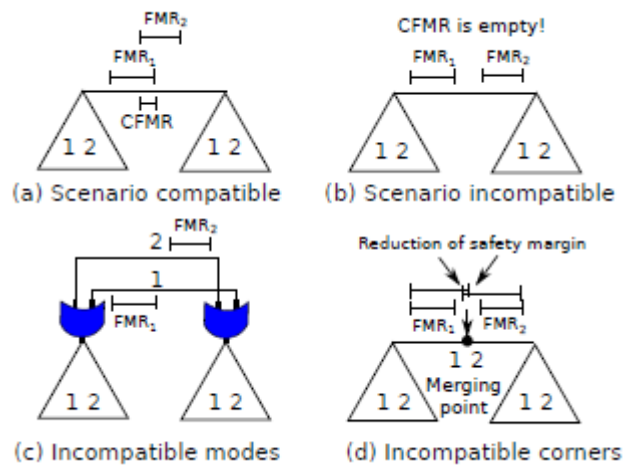 FMR₂
FMR₁
CFMR
1 2
1 2
(a) Scenario compatible
CFMR is empty!
FMR₁
FMR₂
1 2
1 2
(b) Scenario incompatible
2
FMR₂
1
FMR₁
1 2
1 2
(c) Incompatible modes
Reduction of safety margin
FMR₁
FMR₂
1 2
Merging
point
1 2
1 2
(d) Incompatible corners